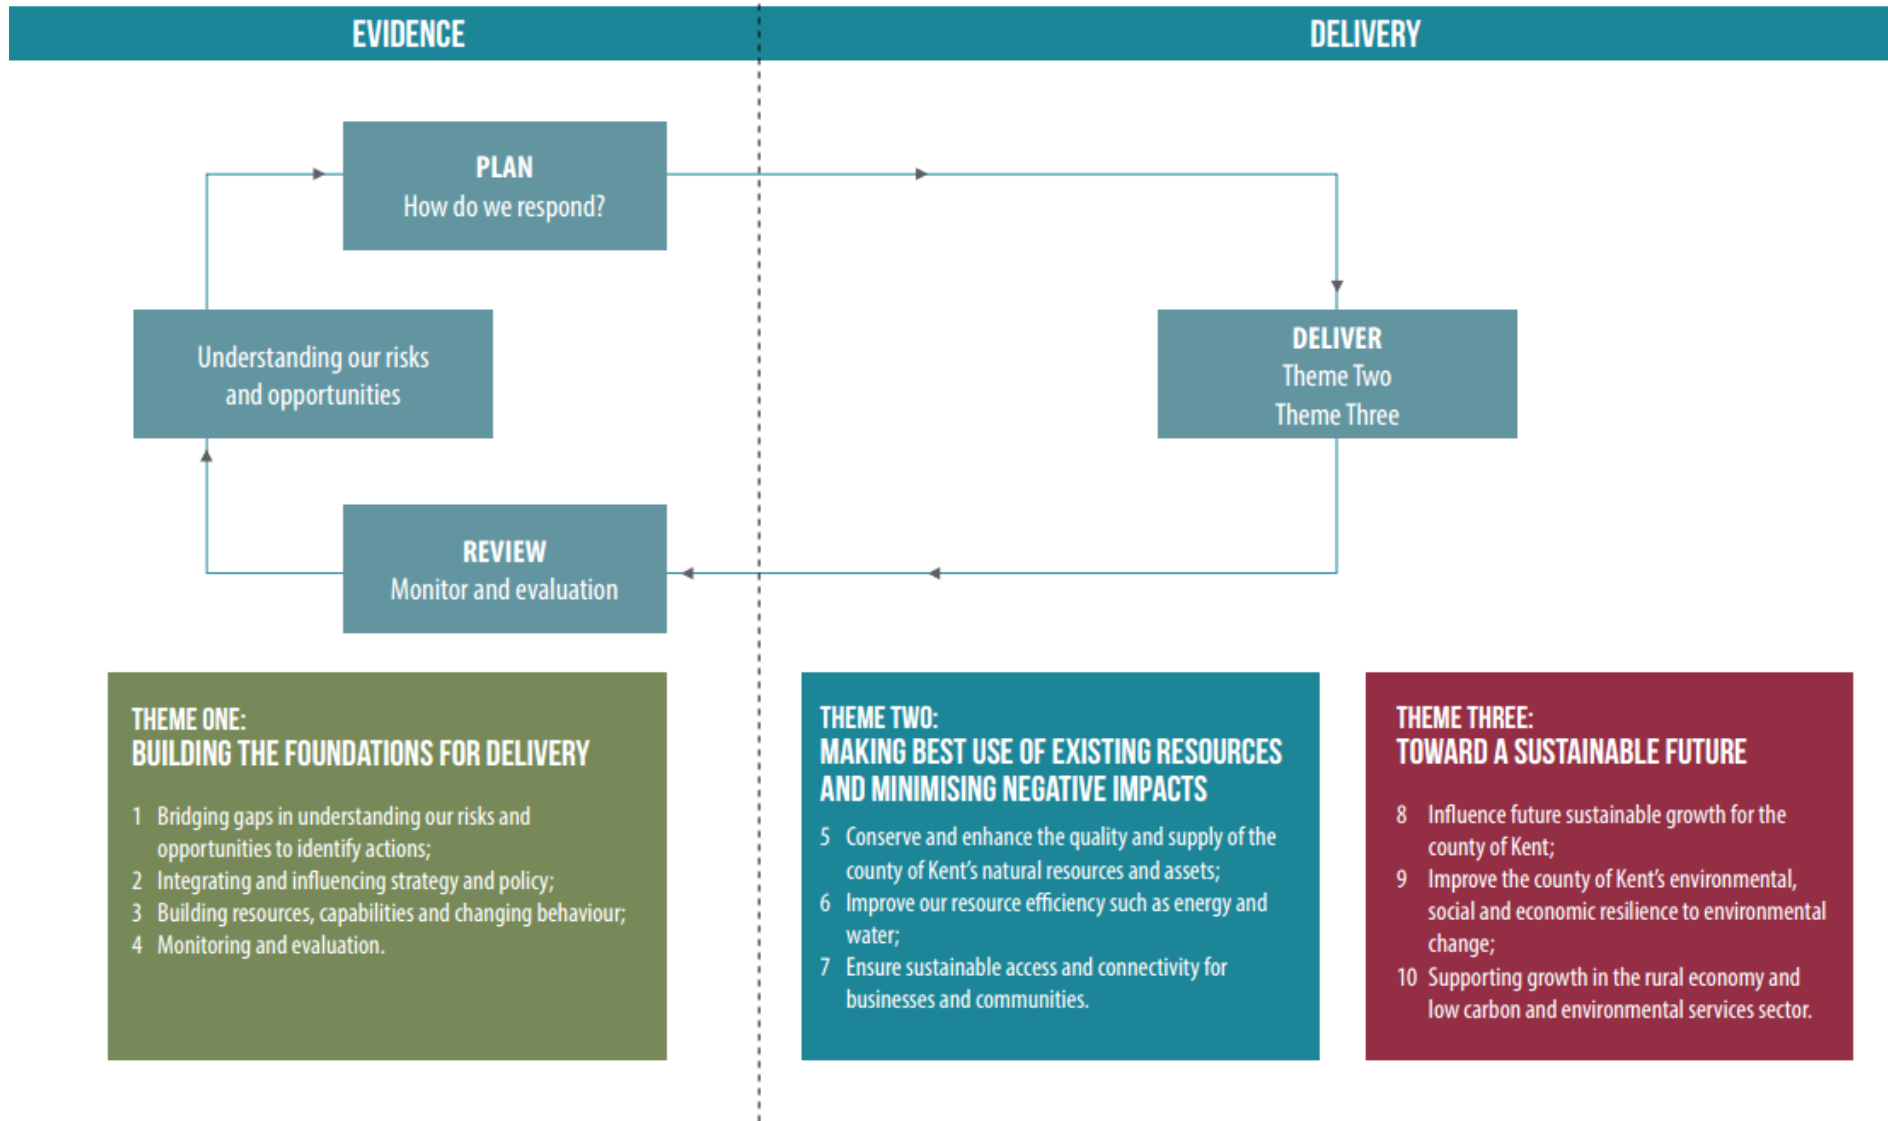 EVIDENCE
DELIVERY
PLAN
How do we respond?
Understanding our risks
and opportunities
DELIVER
Theme Two
Theme Three
REVIEW
Monitor and evaluation
THEME ONE:
BUILDING THE FOUNDATIONS FOR DELIVERY
1 Bridging gaps in understanding our risks and
opportunities to identify actions;
2 Integrating and influencing strategy and policy;
3 Building resources, capabilities and changing behaviour;
4 Monitoring and evaluation.
THEME TWO:
MAKING BEST USE OF EXISTING RESOURCES
AND MINIMISING NEGATIVE IMPACTS
5 Conserve and enhance the quality and supply of the
county of Kent's natural resources and assets;
6 Improve our resource efficiency such as energy and
water;
7 Ensure sustainable access and connectivity for
businesses and communities.
THEME THREE:
TOWARD A SUSTAINABLE FUTURE
8 Influence future sustainable growth for the
county of Kent;
9 Improve the county of Kent's environmental,
social and economic resilience to environmental
change;
10 Supporting growth in the rural economy and
low carbon and environmental services sector.